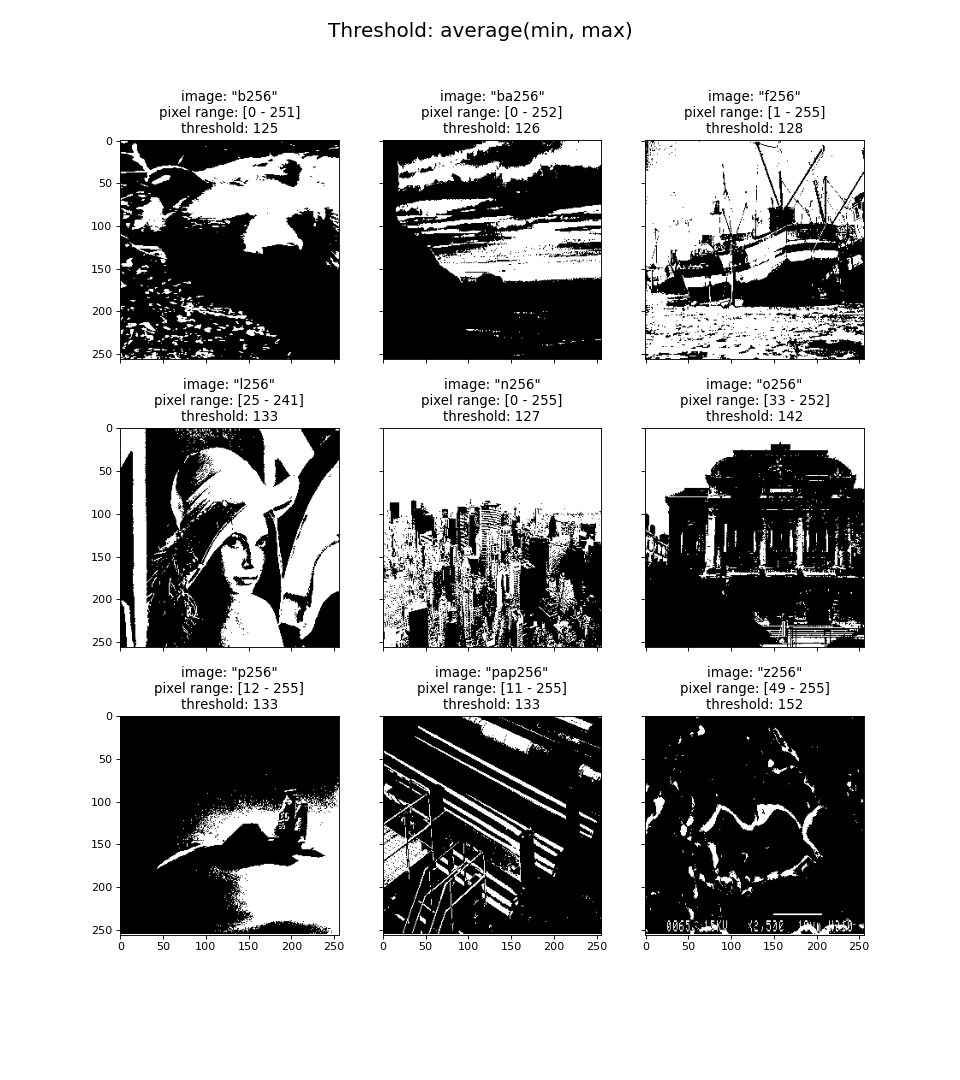 Threshold: average(min, max)
image: "b256"
pixel range: [0 - 251]
threshold: 125
image: "ba256"
pixel range: [0 - 252]
threshold: 126
image: "f256"
pixel range: [1 - 255]
threshold: 128
0
50
100
150
200
250
image: "l256"
pixel range: [25 - 241]
threshold: 133
image: "n256"
pixel range: [0 - 255]
threshold: 127
image: "o256"
pixel range: [33 - 252]
threshold: 142
0
50
100
150
200
250
image: "p256"
pixel range: [12 - 255]
threshold: 133
image: "pap256"
pixel range: [11 - 255]
threshold: 133
image: "z256"
pixel range: [49 - 255]
threshold: 152
0
50
100
150
200
250
0 50 100 150 200 250
0 50 100 150 200 250
0 50 100 150 200 250